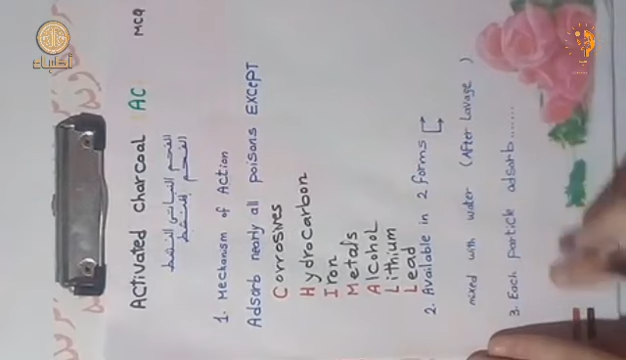 أطباء
Activated charcoal AC MCQ
الفحم النباتي النشط
الفحم المنشط
1. Mechanism of Action
Adsorb nearly all poisons EXCEPT
Corrosives
Hydrocarbon
Iron
Metals
Alcohol
Lithium
Lead
2. Available in 2 forms
mixed with water (After Lavage )
3. Each particle adsorb.......